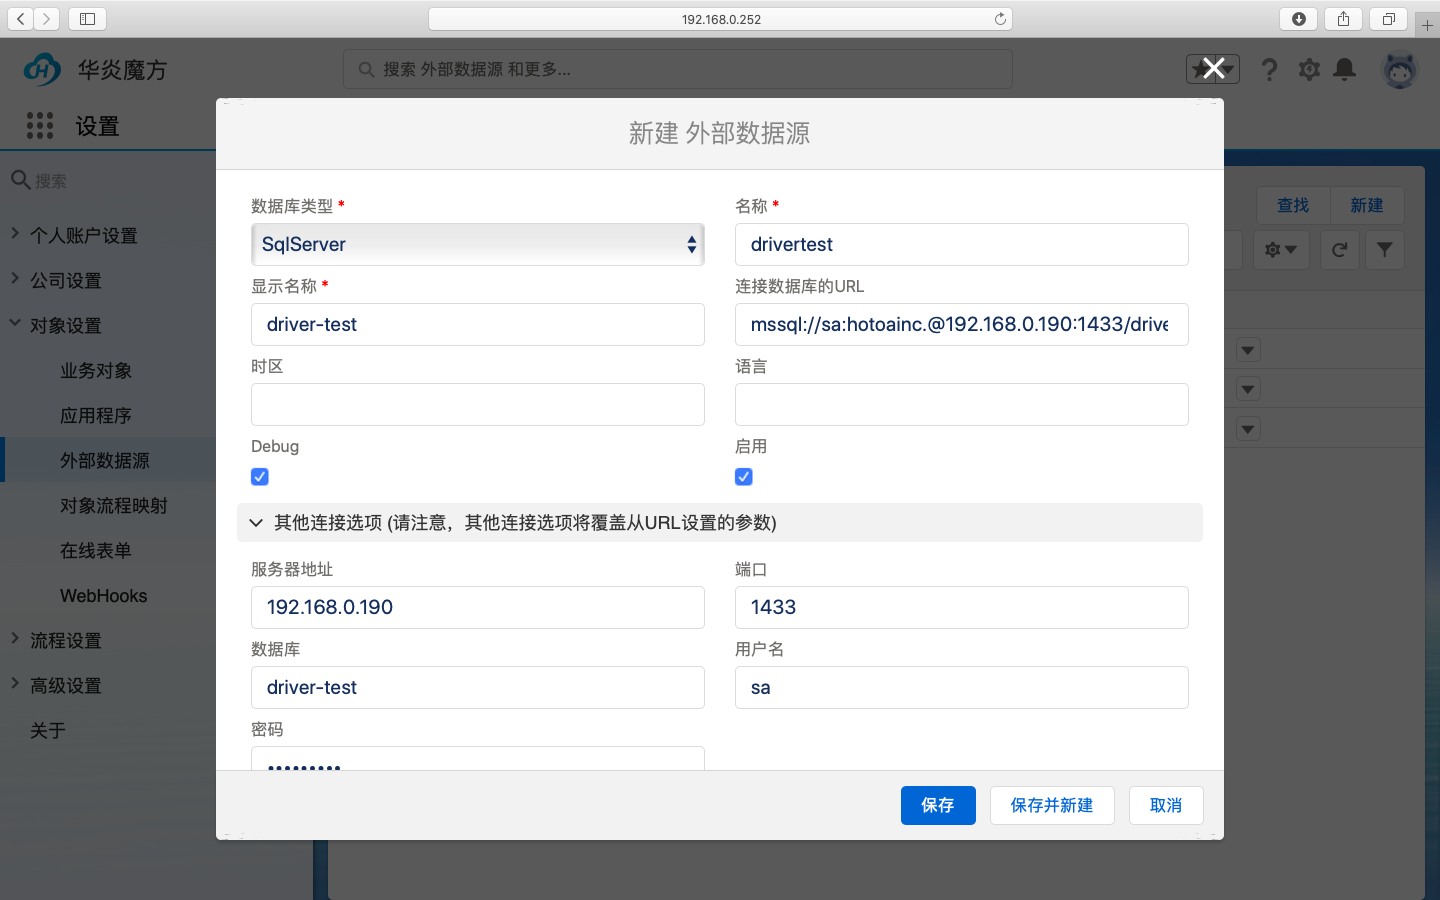 192.168.0.252
华炎魔方
搜索 外部数据源 和更多...
设置
新建 外部数据源
搜索
查找
新建
个人账户设置
公司设置
对象设置
业务对象
应用程序
外部数据源
对象流程映射
在线表单
WebHooks
流程设置
高级设置
关于
数据库类型 *
名称 *
SqlServer
drivertest
显示名称 *
连接数据库的URL
driver-test
mssql://sa:hotoainc.@192.168.0.190:1433/drive
时区
语言
Debug
启用
其他连接选项 (请注意，其他连接选项将覆盖从URL设置的参数)
服务器地址
端口
192.168.0.190
1433
数据库
用户名
driver-test
sa
密码
•••••••••
保存
保存并新建
取消